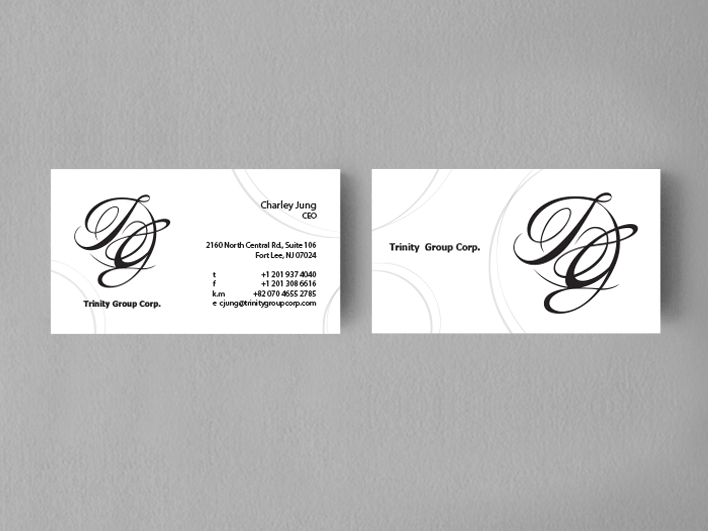 Charley Jung
CEO
2160 North Central Rd., Suite 106
Fort Lee, NJ 07024
t +1 201 937 4040
f +1 201 308 6616
k.m +82 070 4655 2785
e cjung@trinitygroupcorp.com
Trinity Group Corp.
Trinity Group Corp.